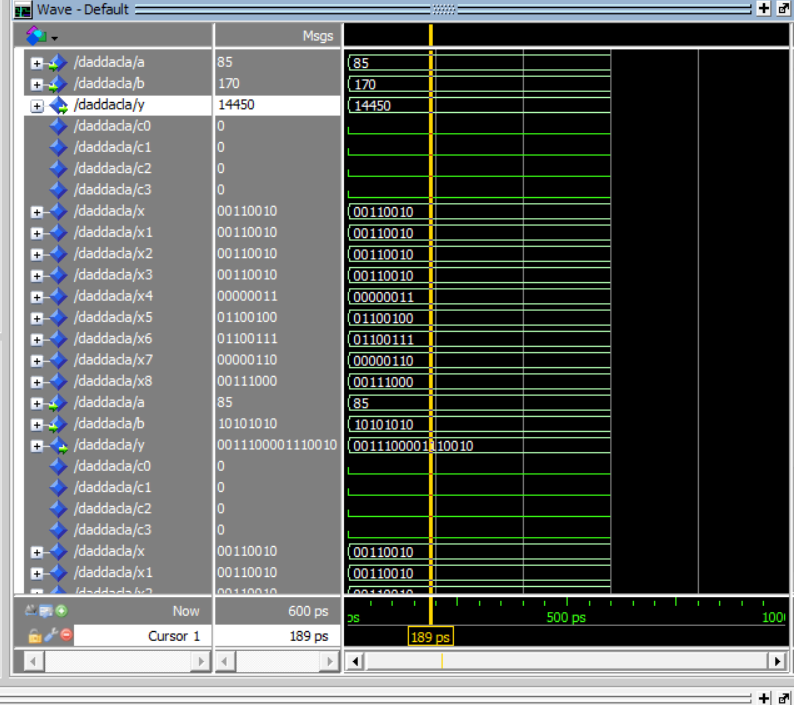 Wave - Default
Msgs
/daddacla/a 85 85
/daddacla/b 170 170
/daddacla/y 14450 14450
/daddacla/c0 0
/daddacla/c1 0
/daddacla/c2 0
/daddacla/c3 0
/daddacla/x 00110010 00110010
/daddacla/x1 00110010 00110010
/daddacla/x2 00110010 00110010
/daddacla/x3 00110010 00110010
/daddacla/x4 00000011 00000011
/daddacla/x5 01100100 01100100
/daddacla/x6 01100111 01100111
/daddacla/x7 00000110 00000110
/daddacla/x8 00111000 00111000
/daddacla/a 85 85
/daddacla/b 10101010 10101010
/daddacla/y 0011100001110010 0011100001110010
/daddacla/c0 0
/daddacla/c1 0
/daddacla/c2 0
/daddacla/c3 0
/daddacla/x 00110010 00110010
/daddacla/x1 00110010 00110010
/daddacla/x2 00110010 00110010
Now 600 ps ps 500 ps 100
Cursor 1 189 ps 189 ps